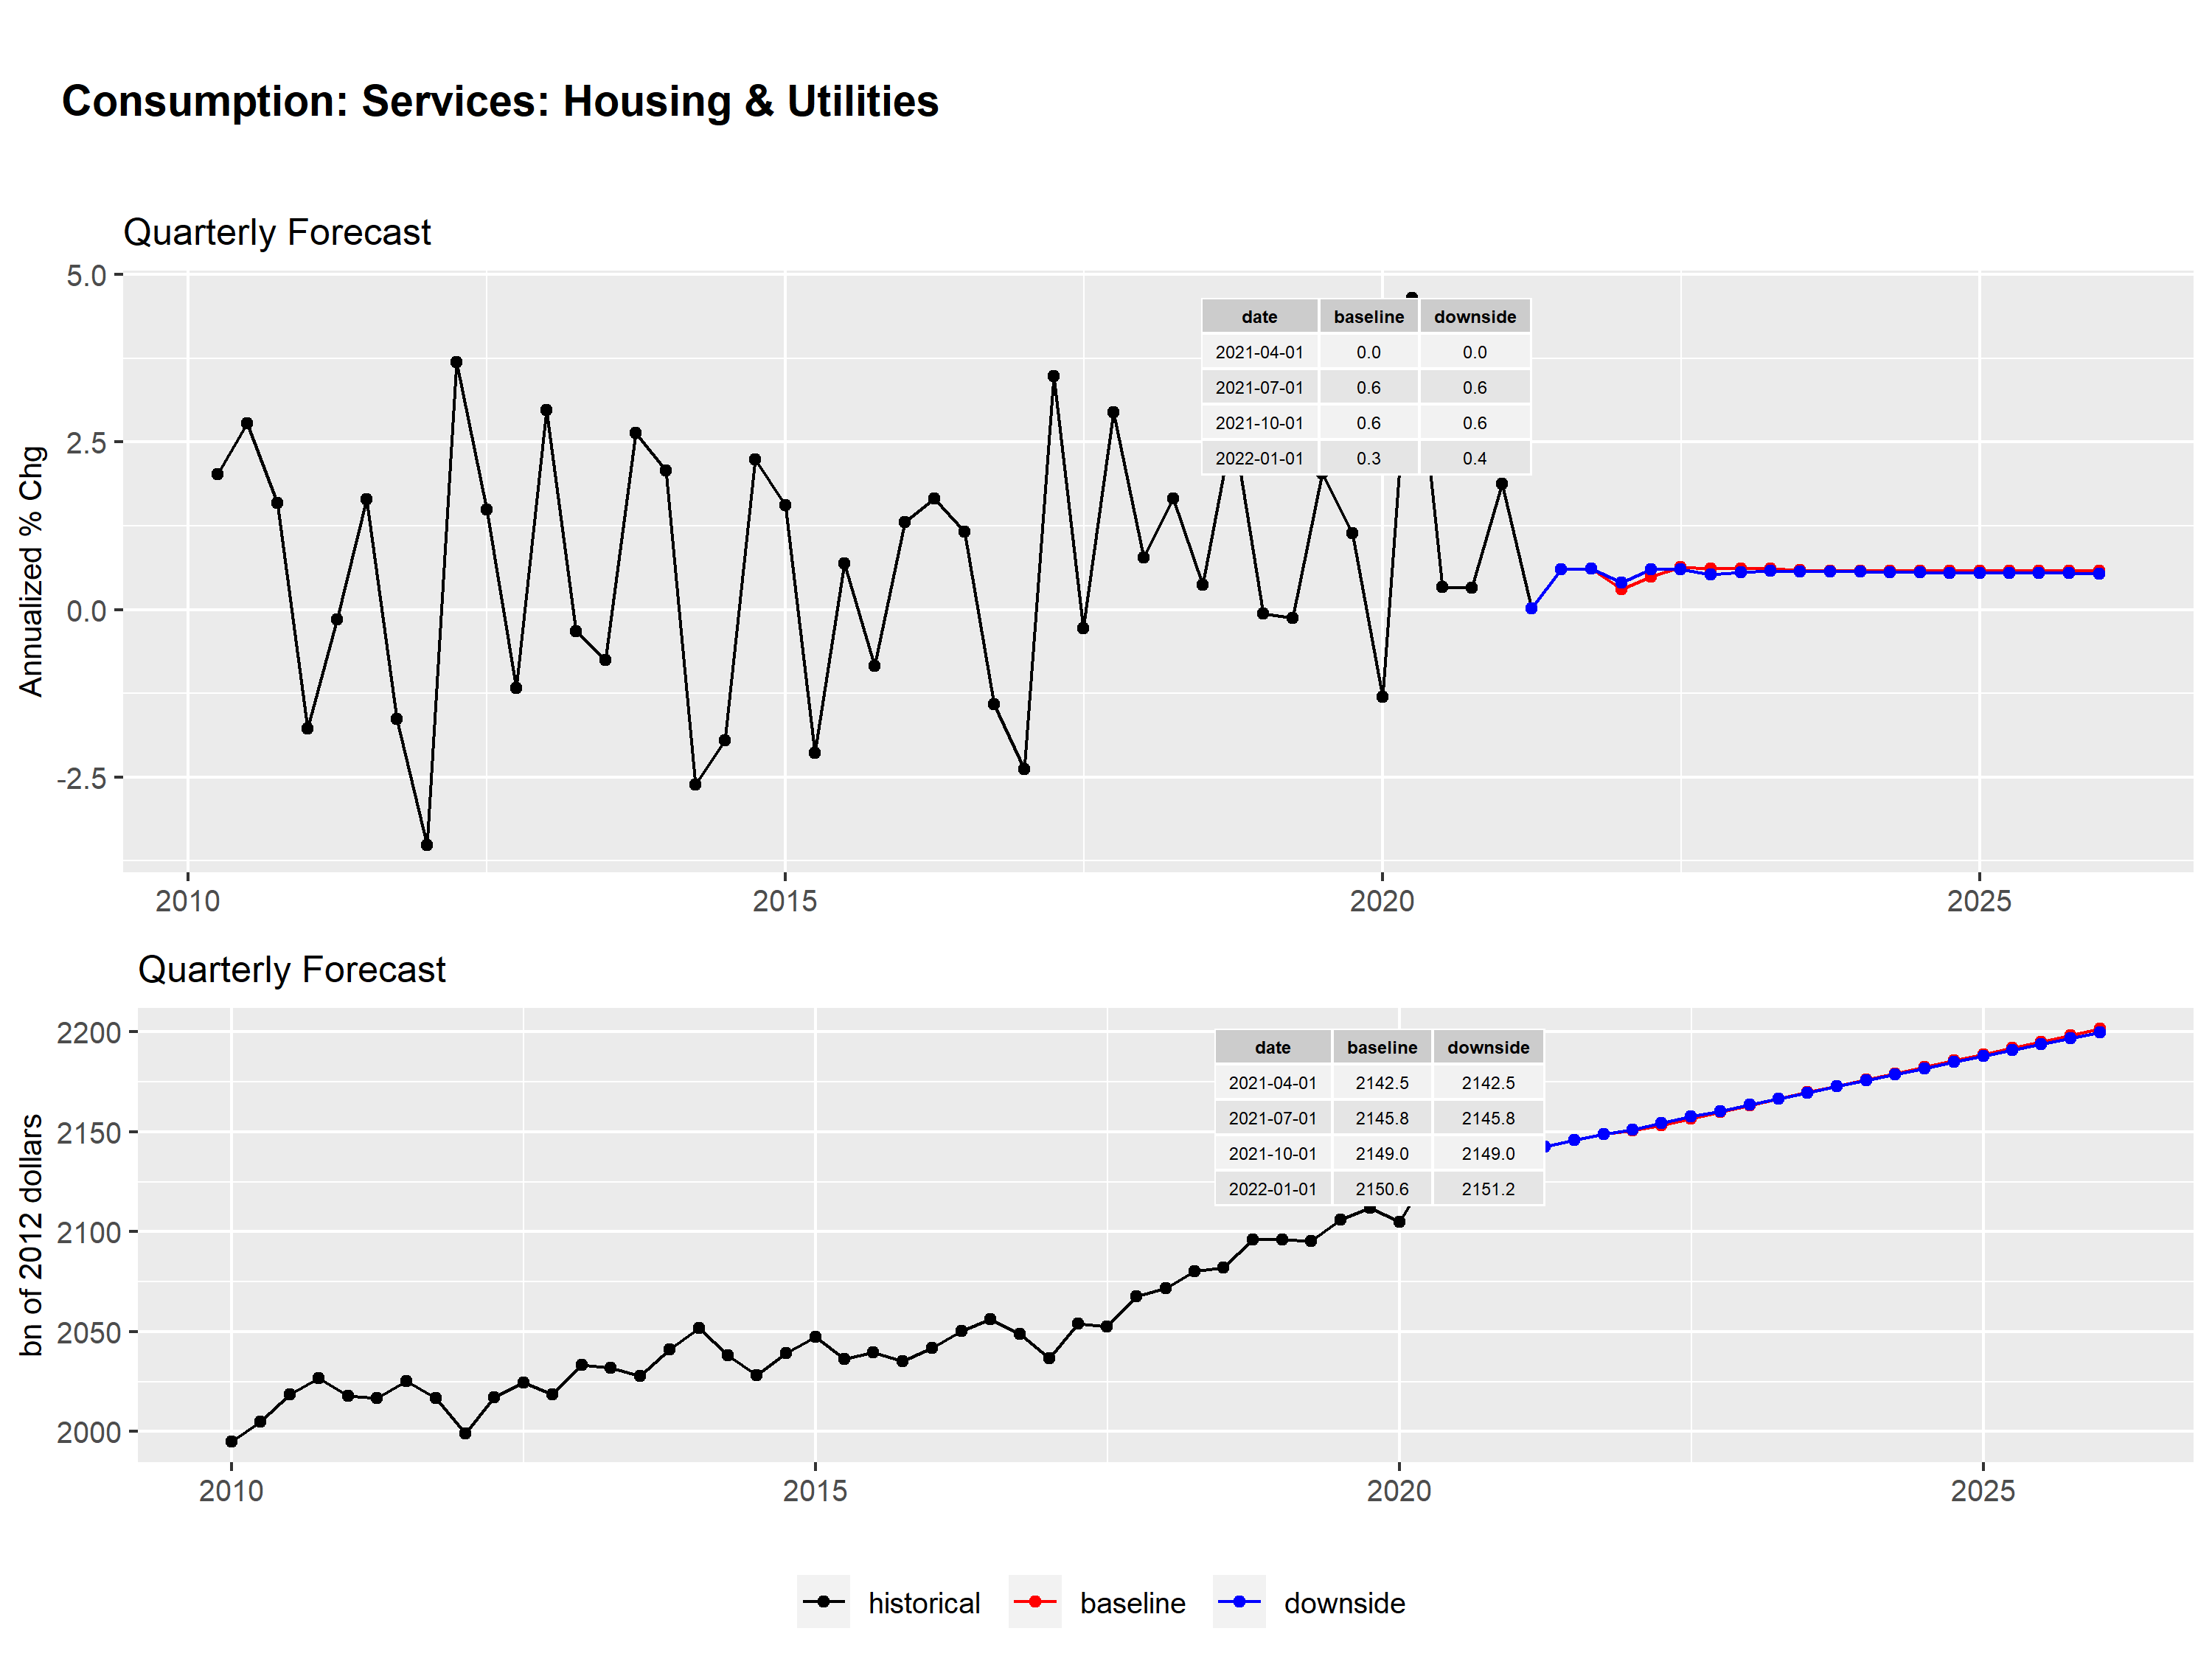 Consumption: Services: Housing & Utilities
Quarterly Forecast
Annualized % Chg
5.0
2.5
0.0
-2.5
date baseline downside
2021-04-01 0.0 0.0
2021-07-01 0.6 0.6
2021-10-01 0.6 0.6
2022-01-01 0.3 0.4
2010 2015 2020 2025
Quarterly Forecast
bn of 2012 dollars
2200
2150
2100
2050
2000
date baseline downside
2021-04-01 2142.5 2142.5
2021-07-01 2145.8 2145.8
2021-10-01 2149.0 2149.0
2022-01-01 2150.6 2151.2
2010 2015 2020 2025
historical baseline downside